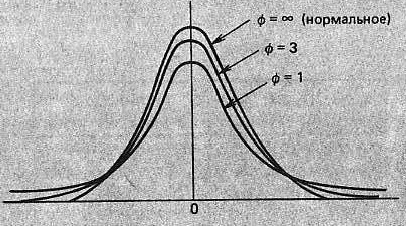 ϕ = ∞ (нормальное)
ϕ = 3
ϕ = 1
0